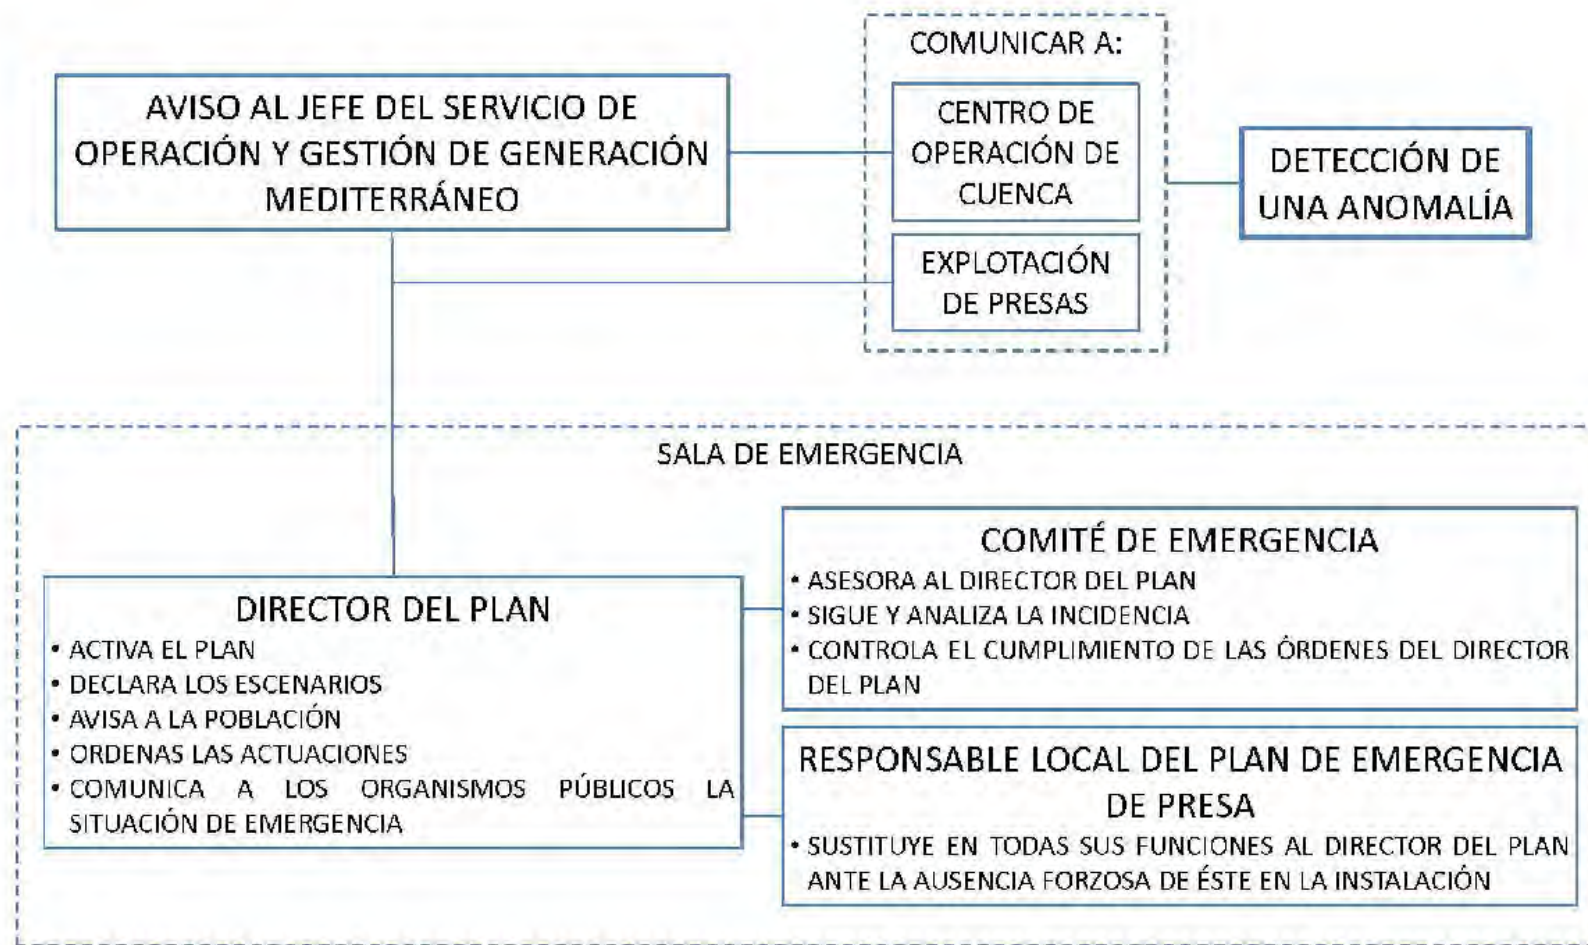 COMUNICAR A:
AVISO AL JEFE DEL SERVICIO DE
OPERACIÓN Y GESTIÓN DE GENERACIÓN
MEDITERRÁNEO
CENTRO DE
OPERACIÓN DE
CUENCA
EXPLOTACIÓN
DE PRESAS
DETECCIÓN DE
UNA ANOMALÍA
SALA DE EMERGENCIA
DIRECTOR DEL PLAN
• ACTIVA EL PLAN
• DECLARA LOS ESCENARIOS
• AVISA A LA POBLACIÓN
• ORDENAS LAS ACTUACIONES
• COMUNICA A LOS ORGANISMOS PÚBLICOS LA
SITUACIÓN DE EMERGENCIA
COMITÉ DE EMERGENCIA
• ASESORA AL DIRECTOR DEL PLAN
• SIGUE Y ANALIZA LA INCIDENCIA
• CONTROLA EL CUMPLIMIENTO DE LAS ÓRDENES DEL DIRECTOR
DEL PLAN
RESPONSABLE LOCAL DEL PLAN DE EMERGENCIA
DE PRESA
• SUSTITUYE EN TODAS SUS FUNCIONES AL DIRECTOR DEL PLAN
ANTE LA AUSENCIA FORZOSA DE ÉSTE EN LA INSTALACIÓN